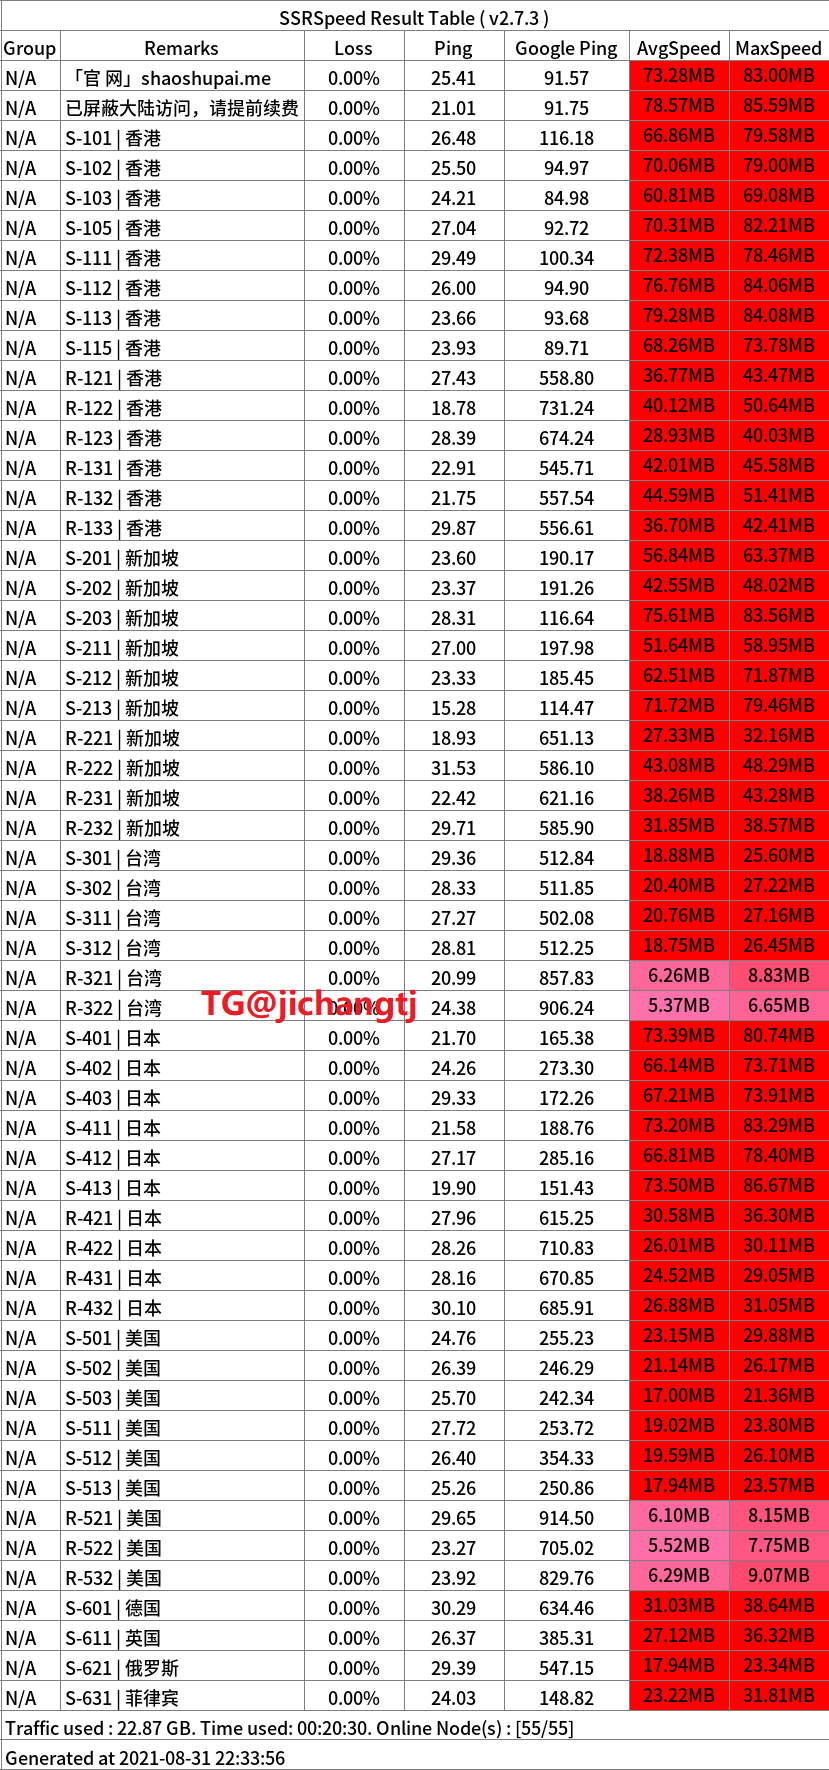 SSRSpeed Result Table ( v2.7.3 )
Group Remarks Loss Ping Google Ping AvgSpeed MaxSpeed
N/A 「官 网」shaoshupai.me 0.00% 25.41 91.57 73.28MB 83.00MB
N/A 已屏蔽大陆访问，请提前续费 0.00% 21.01 91.75 78.57MB 85.59MB
N/A S-101 | 香港 0.00% 26.48 116.18 66.86MB 79.58MB
N/A S-102 | 香港 0.00% 25.50 94.97 70.06MB 79.00MB
N/A S-103 | 香港 0.00% 24.21 84.98 60.81MB 69.08MB
N/A S-105 | 香港 0.00% 27.04 92.72 70.31MB 82.21MB
N/A S-111 | 香港 0.00% 29.49 100.34 72.38MB 78.46MB
N/A S-112 | 香港 0.00% 26.00 94.90 76.76MB 84.06MB
N/A S-113 | 香港 0.00% 23.66 93.68 79.28MB 84.08MB
N/A S-115 | 香港 0.00% 23.93 89.71 68.26MB 73.78MB
N/A R-121 | 香港 0.00% 27.43 558.80 36.77MB 43.47MB
N/A R-122 | 香港 0.00% 18.78 731.24 40.12MB 50.64MB
N/A R-123 | 香港 0.00% 28.39 674.24 28.93MB 40.03MB
N/A R-131 | 香港 0.00% 22.91 545.71 42.01MB 45.58MB
N/A R-132 | 香港 0.00% 21.75 557.54 44.59MB 51.41MB
N/A R-133 | 香港 0.00% 29.87 556.61 36.70MB 42.41MB
N/A S-201 | 新加坡 0.00% 23.60 190.17 56.84MB 63.37MB
N/A S-202 | 新加坡 0.00% 23.37 191.26 42.55MB 48.02MB
N/A S-203 | 新加坡 0.00% 28.31 116.64 75.61MB 83.56MB
N/A S-211 | 新加坡 0.00% 27.00 197.98 51.64MB 58.95MB
N/A S-212 | 新加坡 0.00% 23.33 185.45 62.51MB 71.87MB
N/A S-213 | 新加坡 0.00% 15.28 114.47 71.72MB 79.46MB
N/A R-221 | 新加坡 0.00% 18.93 651.13 27.33MB 32.16MB
N/A R-222 | 新加坡 0.00% 31.53 586.10 43.08MB 48.29MB
N/A R-231 | 新加坡 0.00% 22.42 621.16 38.26MB 43.28MB
N/A R-232 | 新加坡 0.00% 29.71 585.90 31.85MB 38.57MB
N/A S-301 | 台湾 0.00% 29.36 512.84 18.88MB 25.60MB
N/A S-302 | 台湾 0.00% 28.33 511.85 20.40MB 27.22MB
N/A S-311 | 台湾 0.00% 27.27 502.08 20.76MB 27.16MB
N/A S-312 | 台湾 0.00% 28.81 512.25 18.75MB 26.45MB
N/A R-321 | 台湾 0.00% 20.99 857.83 6.26MB 8.83MB
N/A R-322 | 台湾 0.00% 24.38 906.24 5.37MB 6.65MB
TG@jichangtj
N/A S-401 | 日本 0.00% 21.70 165.38 73.39MB 80.74MB
N/A S-402 | 日本 0.00% 24.26 273.30 66.14MB 73.71MB
N/A S-403 | 日本 0.00% 29.33 172.26 67.21MB 73.91MB
N/A S-411 | 日本 0.00% 21.58 188.76 73.20MB 83.29MB
N/A S-412 | 日本 0.00% 27.17 285.16 66.81MB 78.40MB
N/A S-413 | 日本 0.00% 19.90 151.43 73.50MB 86.67MB
N/A R-421 | 日本 0.00% 27.96 615.25 30.58MB 36.30MB
N/A R-422 | 日本 0.00% 28.26 710.83 26.01MB 30.11MB
N/A R-431 | 日本 0.00% 28.16 670.85 24.52MB 29.05MB
N/A R-432 | 日本 0.00% 30.10 685.91 26.88MB 31.05MB
N/A S-501 | 美国 0.00% 24.76 255.23 23.15MB 29.88MB
N/A S-502 | 美国 0.00% 26.39 246.29 21.14MB 26.17MB
N/A S-503 | 美国 0.00% 25.70 242.34 17.00MB 21.36MB
N/A S-511 | 美国 0.00% 27.72 253.72 19.02MB 23.80MB
N/A S-512 | 美国 0.00% 26.40 354.33 19.59MB 26.10MB
N/A S-513 | 美国 0.00% 25.26 250.86 17.94MB 23.57MB
N/A R-521 | 美国 0.00% 29.65 914.50 6.10MB 8.15MB
N/A R-522 | 美国 0.00% 23.27 705.02 5.52MB 7.75MB
N/A R-532 | 美国 0.00% 23.92 829.76 6.29MB 9.07MB
N/A S-601 | 德国 0.00% 30.29 634.46 31.03MB 38.64MB
N/A S-611 | 英国 0.00% 26.37 385.31 27.12MB 36.32MB
N/A S-621 | 俄罗斯 0.00% 29.39 547.15 17.94MB 23.34MB
N/A S-631 | 菲律宾 0.00% 24.03 148.82 23.22MB 31.81MB
Traffic used : 22.87 GB. Time used: 00:20:30. Online Node(s) : [55/55]
Generated at 2021-08-31 22:33:56